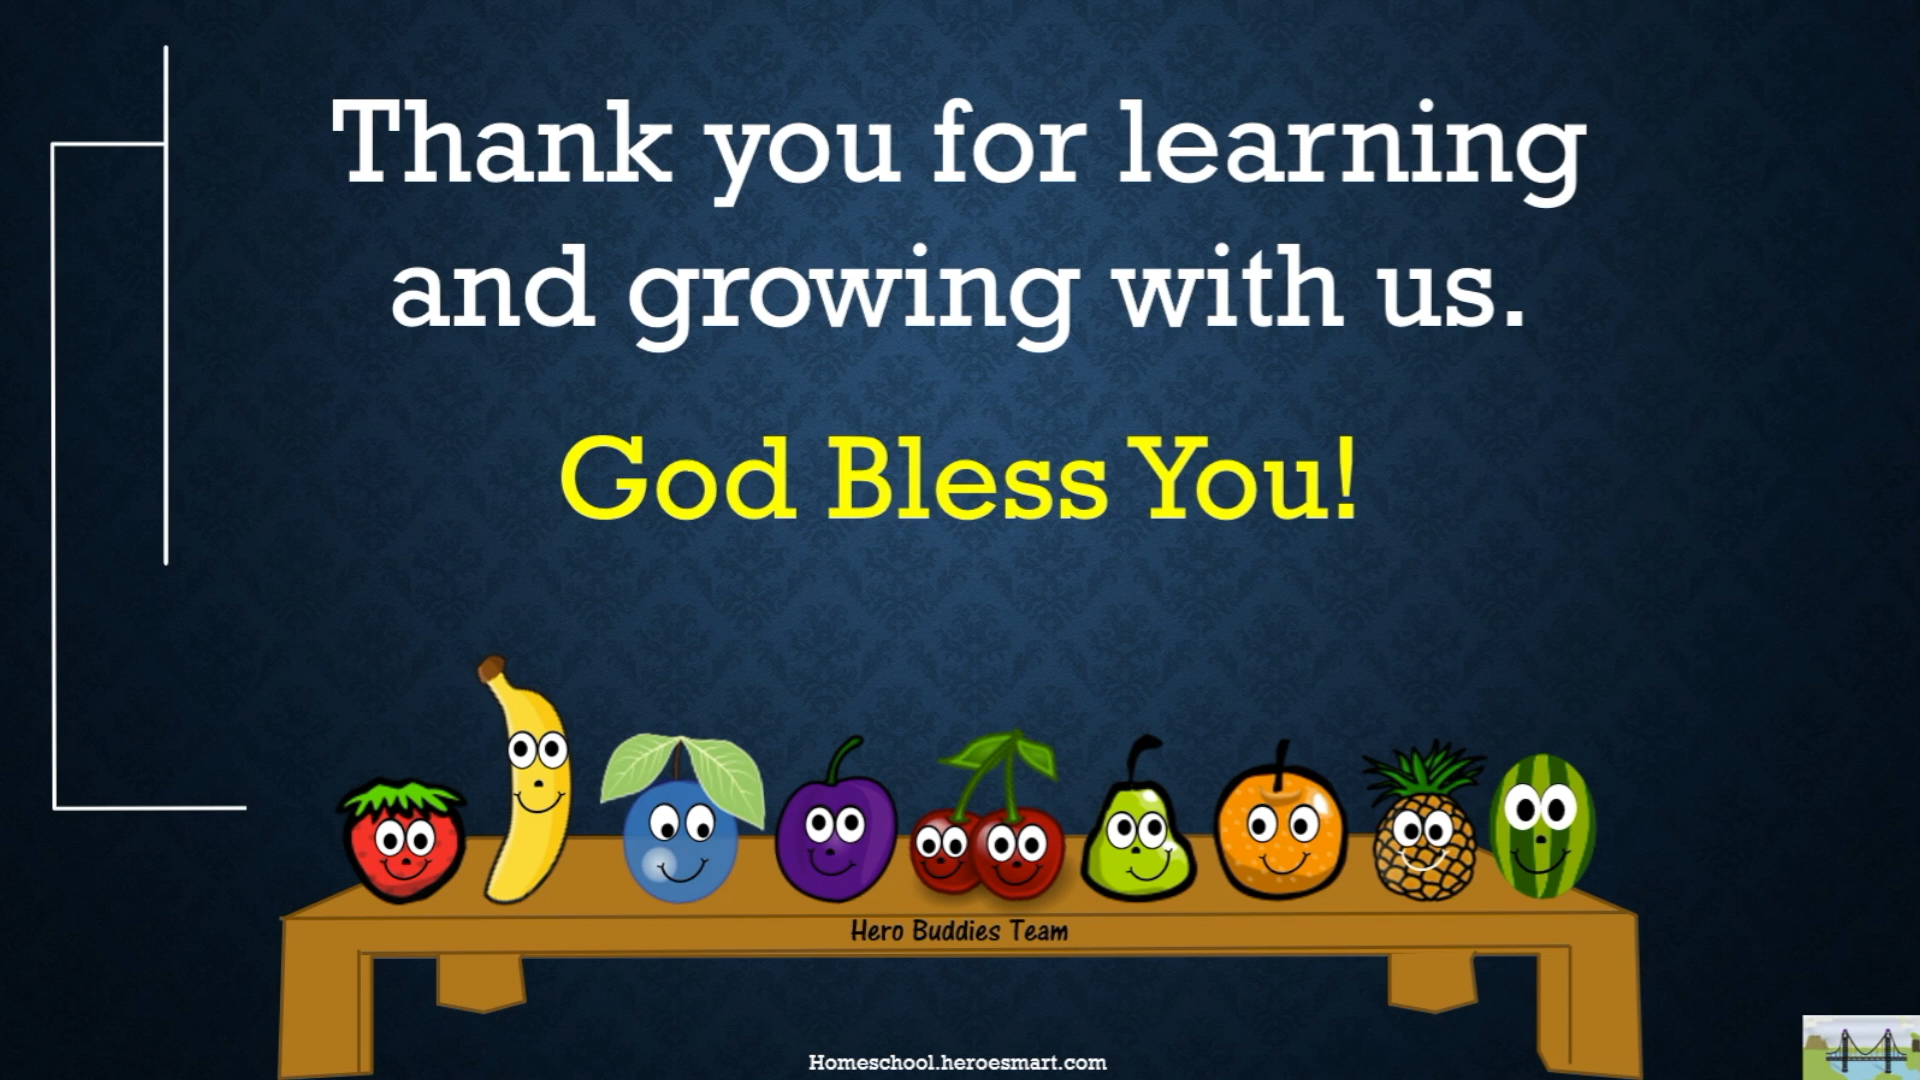 Thank you for learning
and growing with us.
God Bless You!
Hero Buddies Team
Homeschool.heroesmart.com